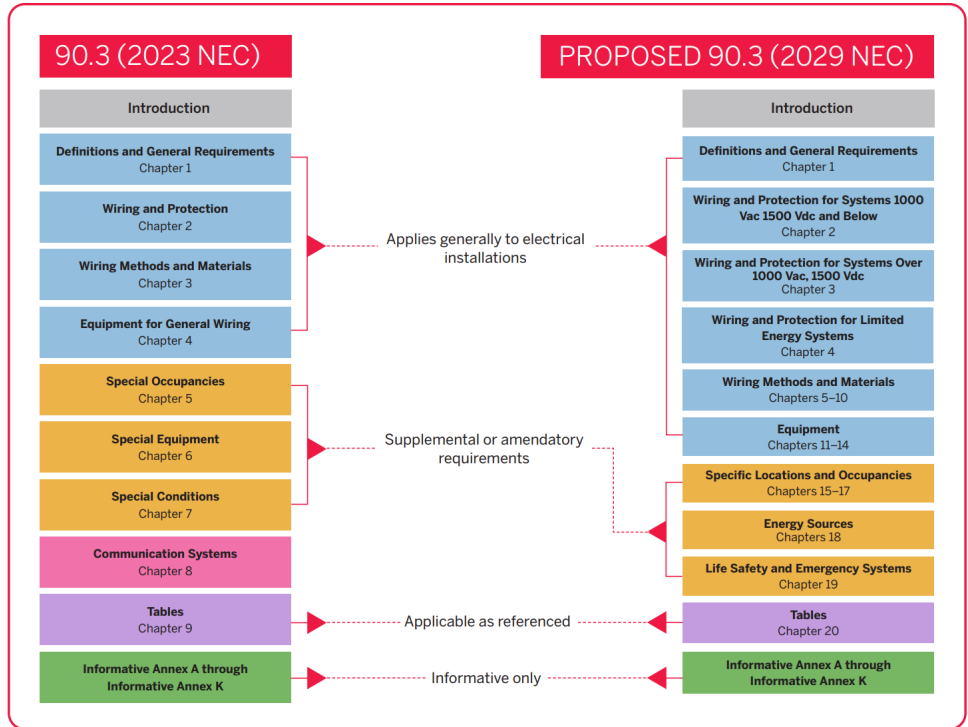 90.3 (2023 NEC)
Introduction
Definitions and General Requirements
Chapter 1
Wiring and Protection
Chapter 2
Wiring Methods and Materials
Chapter 3
Equipment for General Wiring
Chapter 4
Special Occupancies
Chapter 5
Special Equipment
Chapter 6
Special Conditions
Chapter 7
Communication Systems
Chapter 8
Tables
Chapter 9
Informative Annex A through
Informative Annex K
Applies generally to electrical
installations
Supplemental or amendatory
requirements
Applicable as referenced
Informative only
PROPOSED 90.3 (2029 NEC)
Introduction
Definitions and General Requirements
Chapter 1
Wiring and Protection for Systems 1000
Vac 1500 Vdc and Below
Chapter 2
Wiring and Protection for Systems Over
1000 Vac, 1500 Vdc
Chapter 3
Wiring and Protection for Limited
Energy Systems
Chapter 4
Wiring Methods and Materials
Chapters 5–10
Equipment
Chapters 11–14
Specific Locations and Occupancies
Chapters 15–17
Energy Sources
Chapters 18
Life Safety and Emergency Systems
Chapter 19
Tables
Chapter 20
Informative Annex A through
Informative Annex K